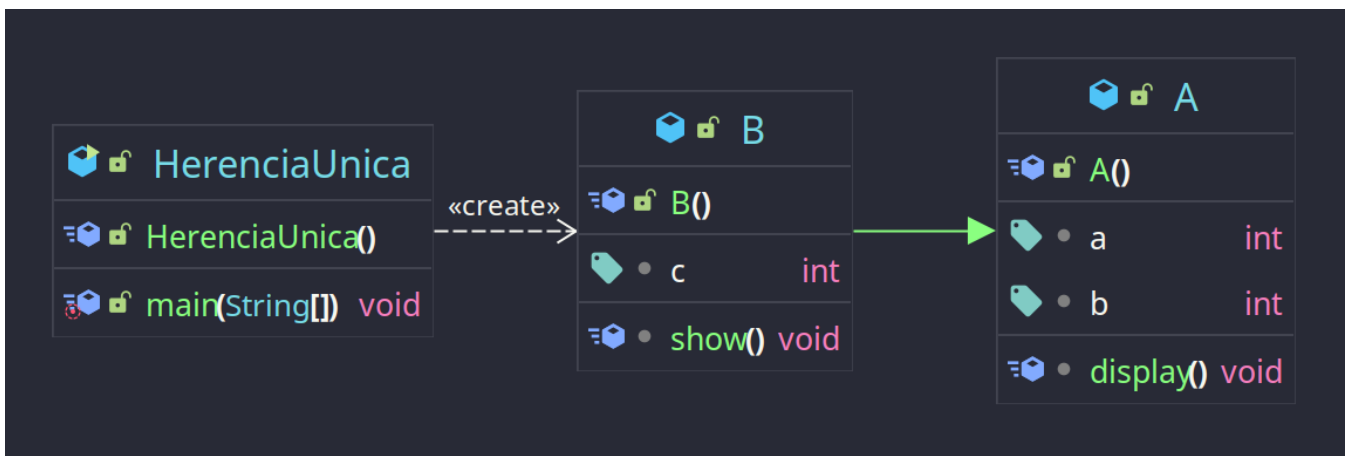 HerenciaUnica
HerenciaUnica()
main(String[]) void
«create»
B
B()
c int
show() void
A
A()
a int
b int
display() void